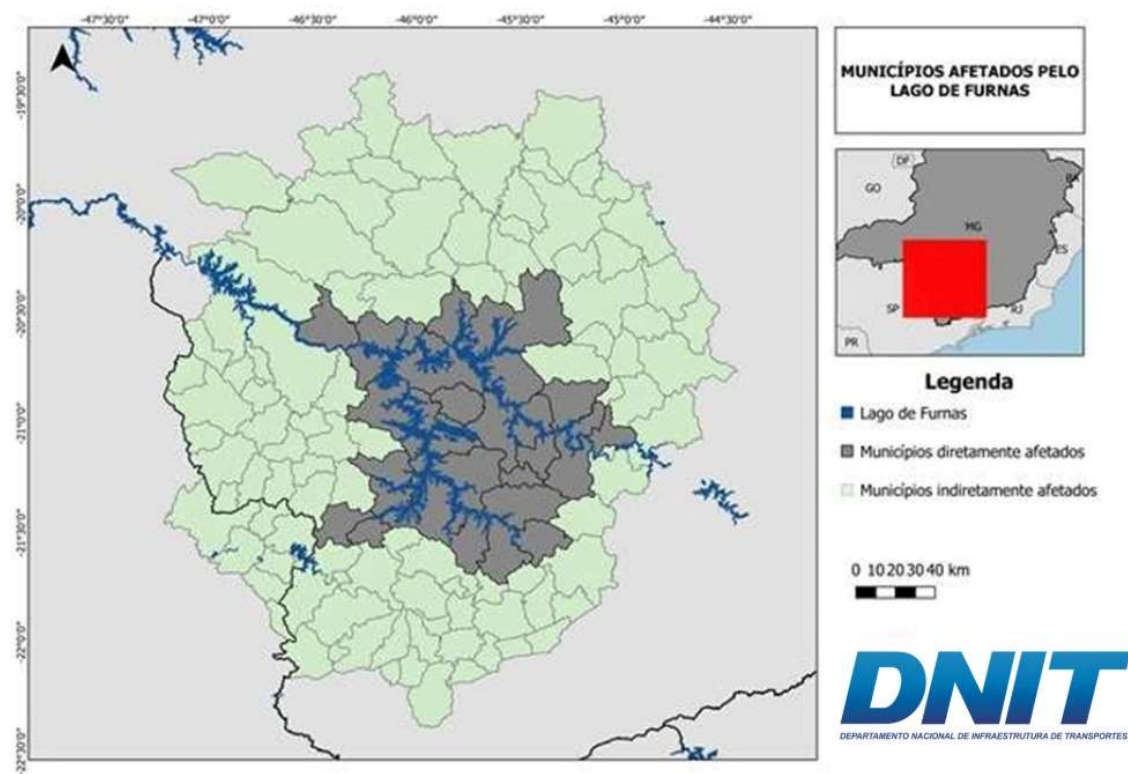 -47°30'0" -47°0'0" -46°30'0" -46°0'0" -45°30'0" -45°0'0" -44°30'0"
-19°30'0"
-20°0'0"
-20°30'0"
-21°0'0"
-21°30'0"
-22°0'0"
-22°30'0"
MUNICÍPIOS AFETADOS PELO
LAGO DE FURNAS
DF
GO
BA
MG
ES
SP
RJ
PR
Legenda
Lago de Furnas
Municípios diretamente afetados
Municípios indiretamente afetados
0 10 20 30 40 km
DNIT
DEPARTAMENTO NACIONAL DE INFRAESTRUTURA DE TRANSPORTES